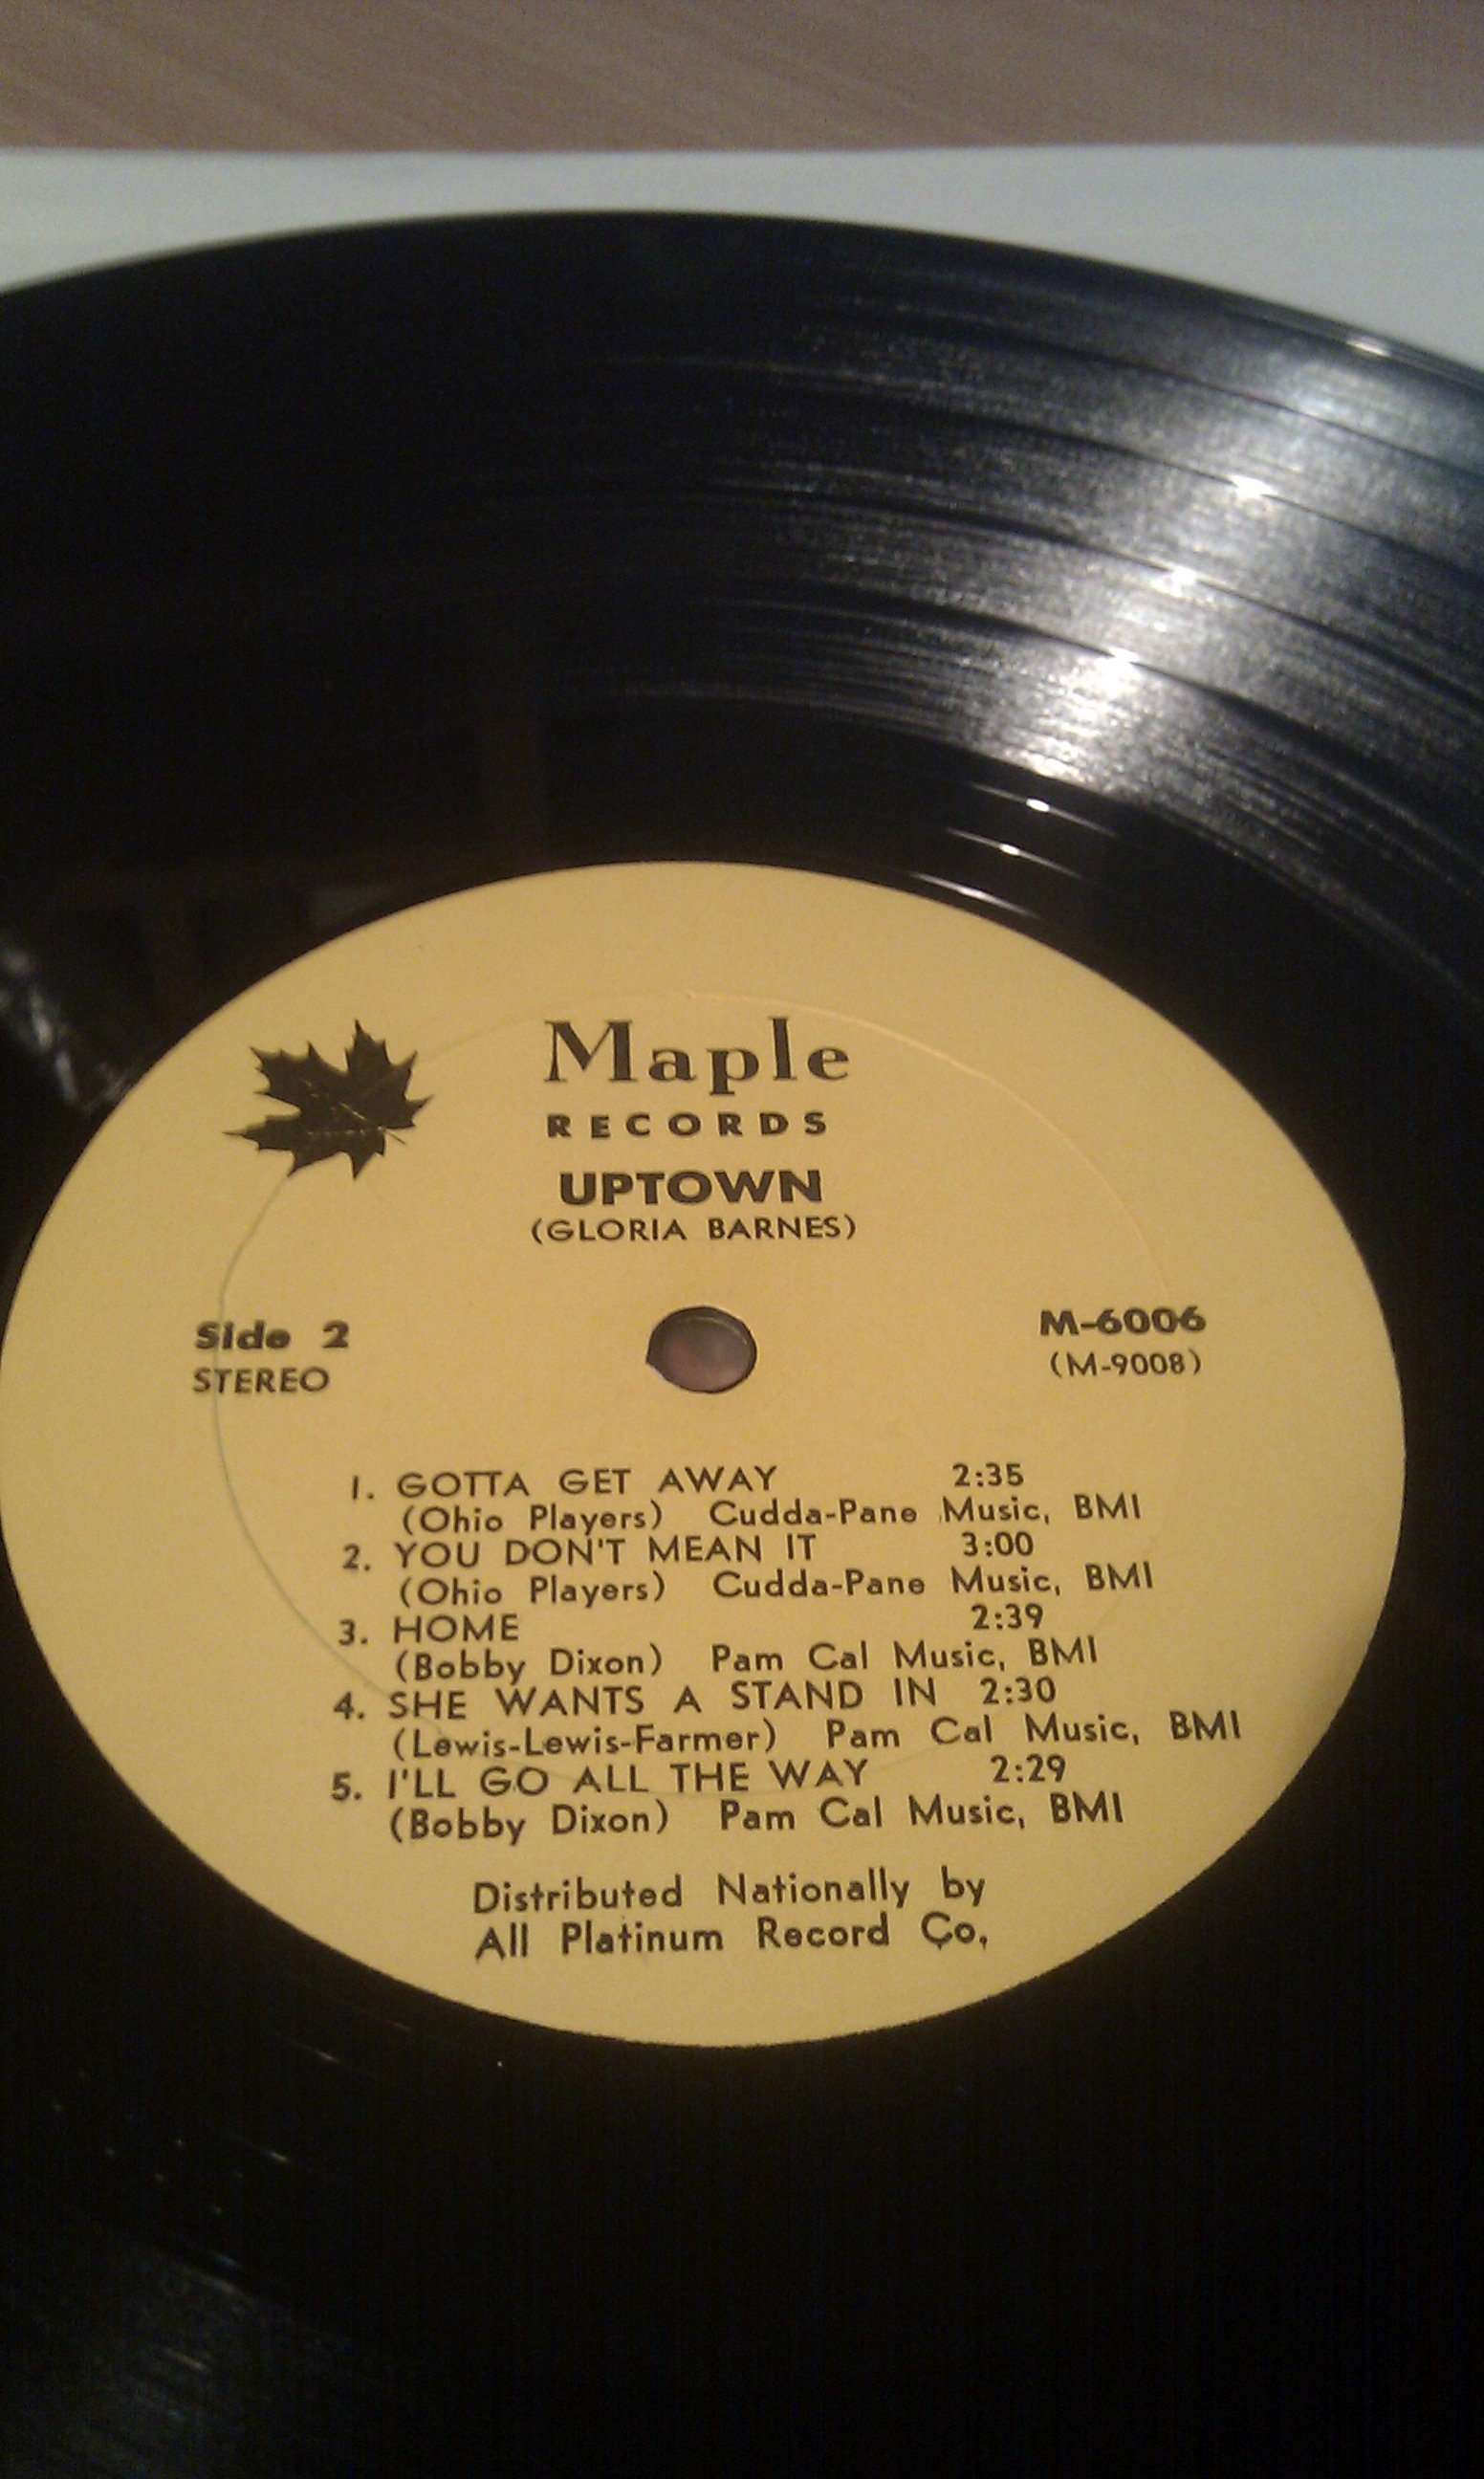 Maple
RECORDS
UPTOWN
(GLORIA BARNES)
Side 2
STEREO
M-6006
(M-9008)
1. GOTTA GET AWAY 2:35
(Ohio Players) Cudda-Pane Music, BMI
2. YOU DON'T MEAN IT 3:00
(Ohio Players) Cudda-Pane Music, BMI
3. HOME 2:39
(Bobby Dixon) Pam Cal Music, BMI
4. SHE WANTS A STAND IN 2:30
(Lewis-Lewis-Farmer) Pam Cal Music, BMI
5. I'LL GO ALL THE WAY 2:29
(Bobby Dixon) Pam Cal Music, BMI
Distributed Nationally by
All Platinum Record Co.